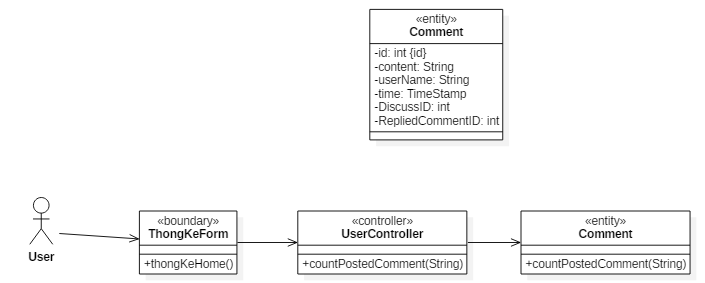 «entity»
Comment
-id: int {id}
-content: String
-userName: String
-time: TimeStamp
-DiscussID: int
-RepliedCommentID: int
User
«boundary»
ThongKeForm
+thongKeHome()
«controller»
UserController
+countPostedComment(String)
«entity»
Comment
+countPostedComment(String)